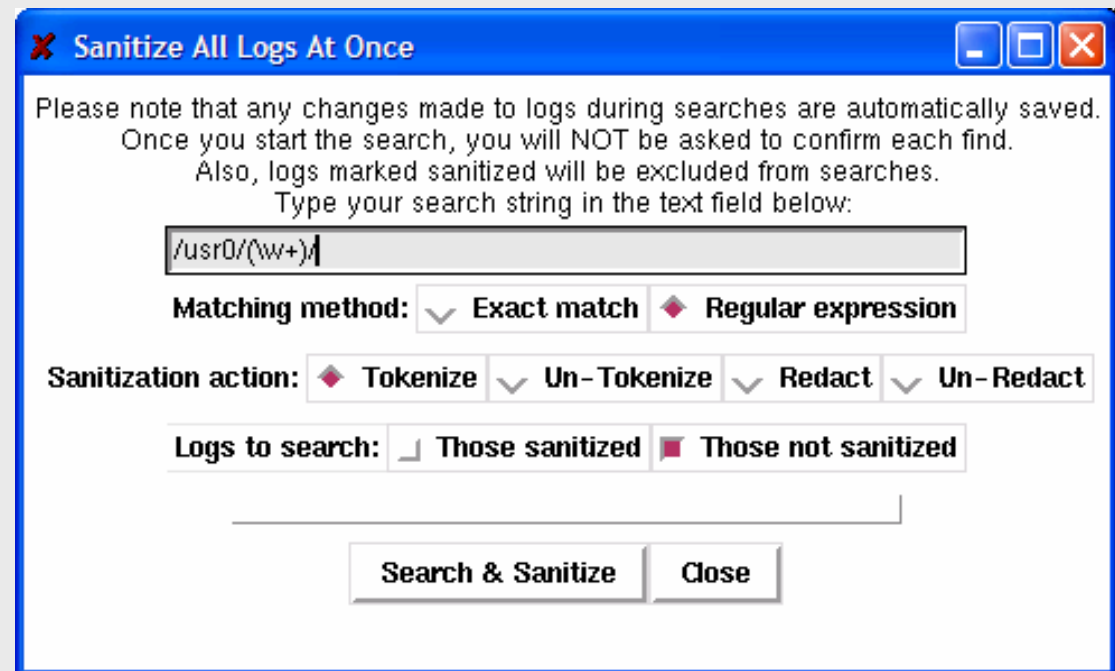 Sanitize All Logs At Once
Please note that any changes made to logs during searches are automatically saved.
Once you start the search, you will NOT be asked to confirm each find.
Also, logs marked sanitized will be excluded from searches.
Type your search string in the text field below:
/usr0/(\w+)/
Matching method: Exact match Regular expression
Sanitization action: Tokenize Un-Tokenize Redact Un-Redact
Logs to search: Those sanitized Those not sanitized
Search & Sanitize Close